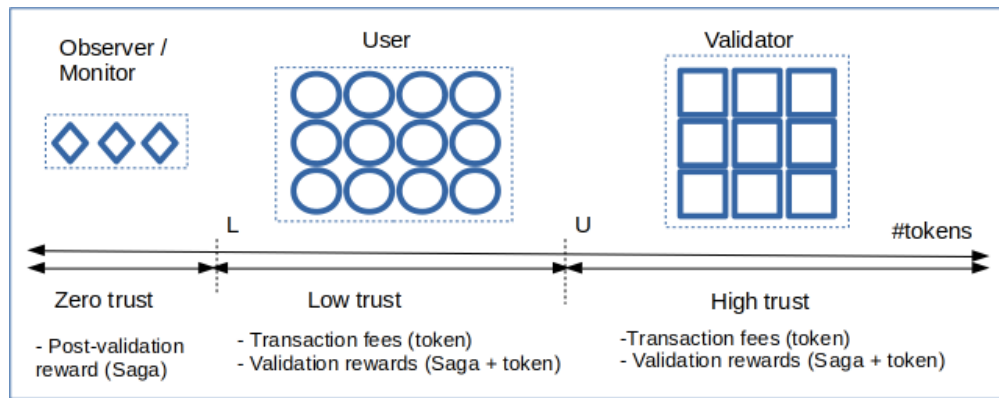 Observer /
Monitor
User
Validator
L
U
#tokens
Zero trust
Low trust
High trust
- Post-validation
reward (Saga)
- Transaction fees (token)
- Validation rewards (Saga + token)
-Transaction fees (token)
- Validation rewards (Saga + token)